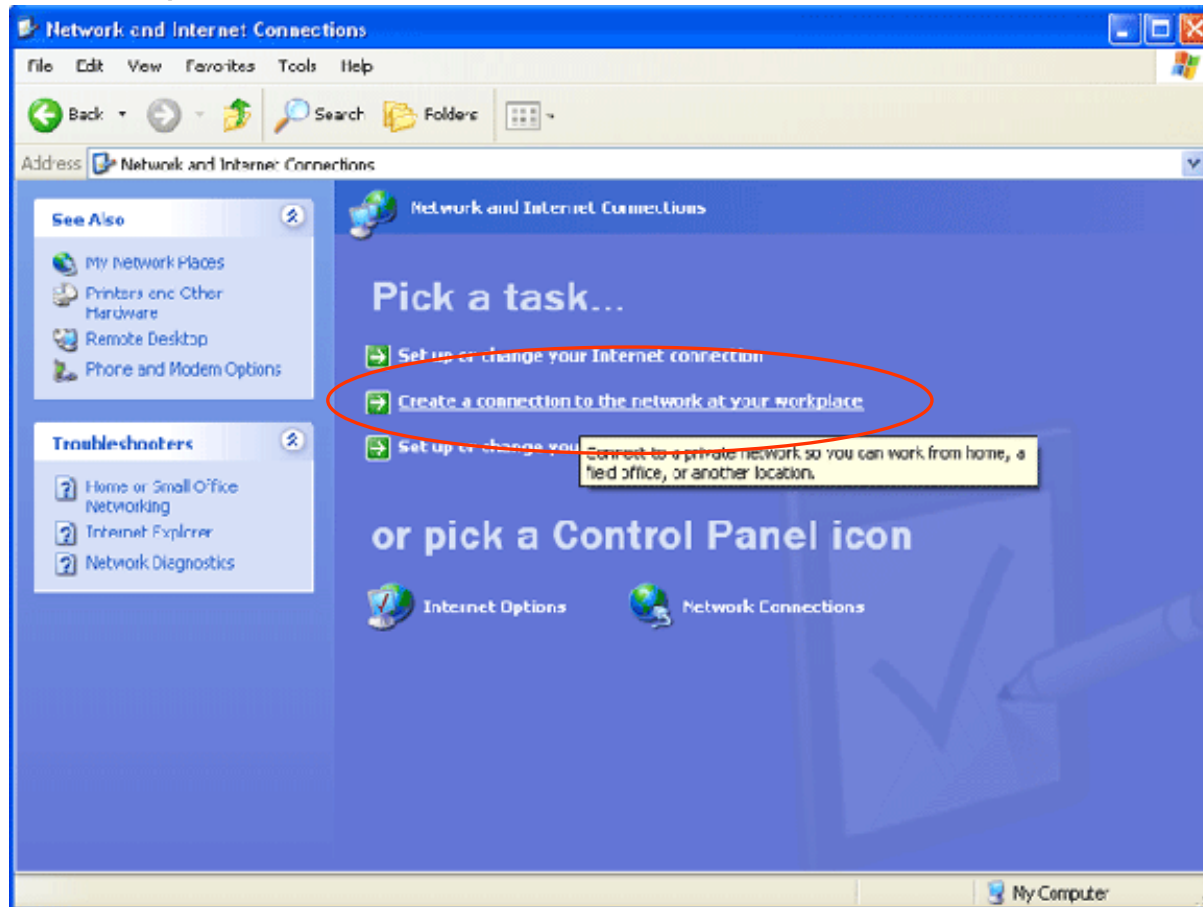 Network and Internet Connections
File Edit View Favorites Tools Help
Back Search Folders
Address Network and Internet Connections
See Also
My Network Places
Printers and Other
Hardware
Remote Desktop
Phone and Modem Options
Troubleshooters
Home or Small Office
Networking
Internet Explorer
Network Diagnostics
Network and Internet Connections
Pick a task...
Set up or change your Internet connection
Create a connection to the network at your workplace
Set up or change you
Connect to a private network so you can work from home, a
field office, or another location.
or pick a Control Panel icon
Internet Options
Network Connections
My Computer